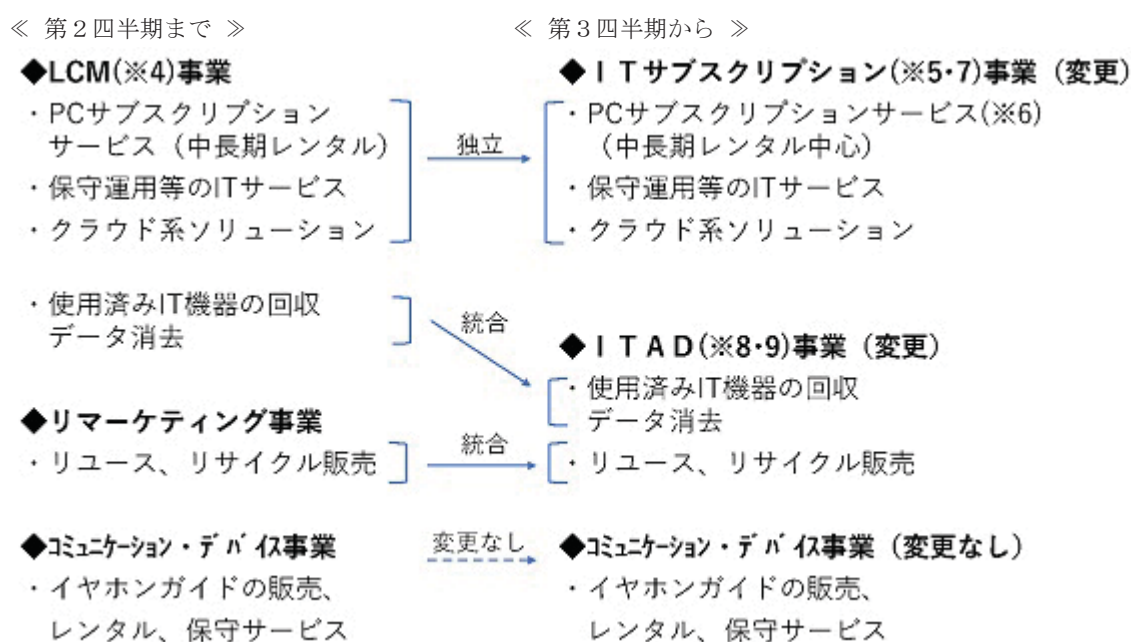 ≪ 第２四半期まで ≫
◆LCM(※4)事業
・PCサブスクリプション
サービス（中長期レンタル）
・保守運用等のITサービス
・クラウド系ソリューション
・使用済みIT機器の回収
データ消去
◆リマーケティング事業
・リユース、リサイクル販売
◆ｺﾐｭﾆｹｰｼｮﾝ・ﾃﾞﾊﾞｲｽ事業
・イヤホンガイドの販売、
レンタル、保守サービス
独立
統合
統合
変更なし
≪ 第３四半期から ≫
◆ＩＴサブスクリプション(※5･7)事業（変更）
・PCサブスクリプションサービス(※6)
（中長期レンタル中心）
・保守運用等のITサービス
・クラウド系ソリューション
◆ＩＴＡＤ(※8･9)事業（変更）
・使用済みIT機器の回収
データ消去
・リユース、リサイクル販売
◆ｺﾐｭﾆｹｰｼｮﾝ・ﾃﾞﾊﾞｲｽ事業（変更なし）
・イヤホンガイドの販売、
レンタル、保守サービス